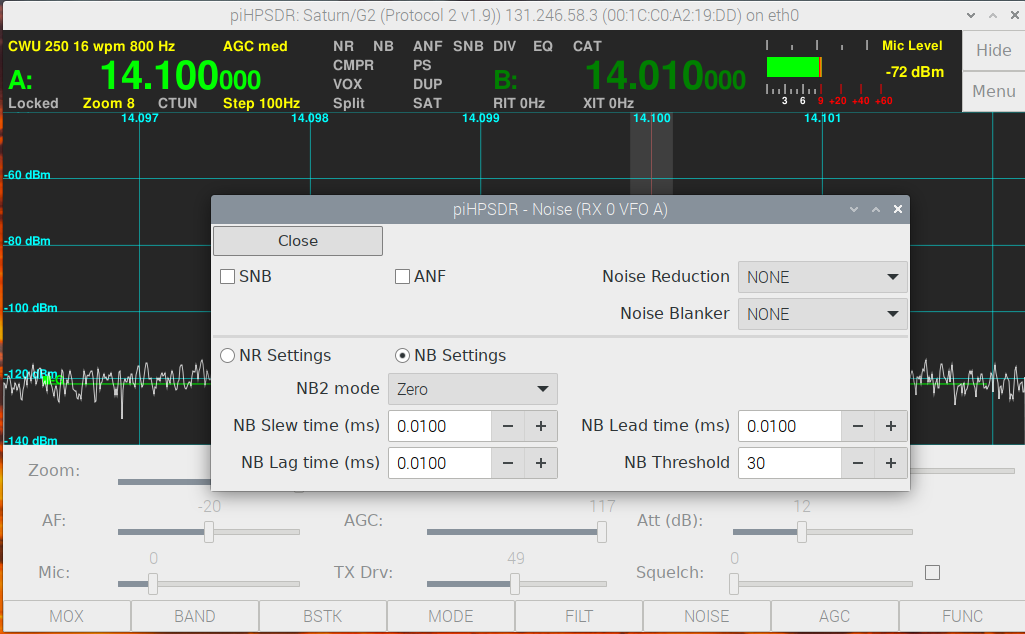 piHPSDR: Saturn/G2 (Protocol 2 v1.9)) 131.246.58.3 (00:1C:C0:A2:19:DD) on eth0
CWU 250 16 wpm 800 Hz AGC med NR NB ANF SNB DIV EQ CAT Mic Level Hide
CMPR PS
A: 14.100000 VOX DUP B: 14.010000 -72 dBm
Locked Zoom 8 CTUN Step 100Hz Split SAT RIT 0Hz XIT 0Hz 3 6 9 +20 +40 +60 Menu
14.097 14.098 14.099 14.100 14.101
-60 dBm
piHPSDR - Noise (RX 0 VFO A)
-80 dBm Close
SNB ANF Noise Reduction NONE
-100 dBm Noise Blanker NONE
NR Settings NB Settings
-120 dBm
NB2 mode Zero
NB Slew time (ms) 0.0100 − + NB Lead time (ms) 0.0100 − +
-140 dBm
NB Lag time (ms) 0.0100 − + NB Threshold 30 − +
Zoom:
-20 117 12
AF: AGC: Att (dB):
0 49 0
Mic: TX Drv: Squelch:
MOX BAND BSTK MODE FILT NOISE AGC FUNC